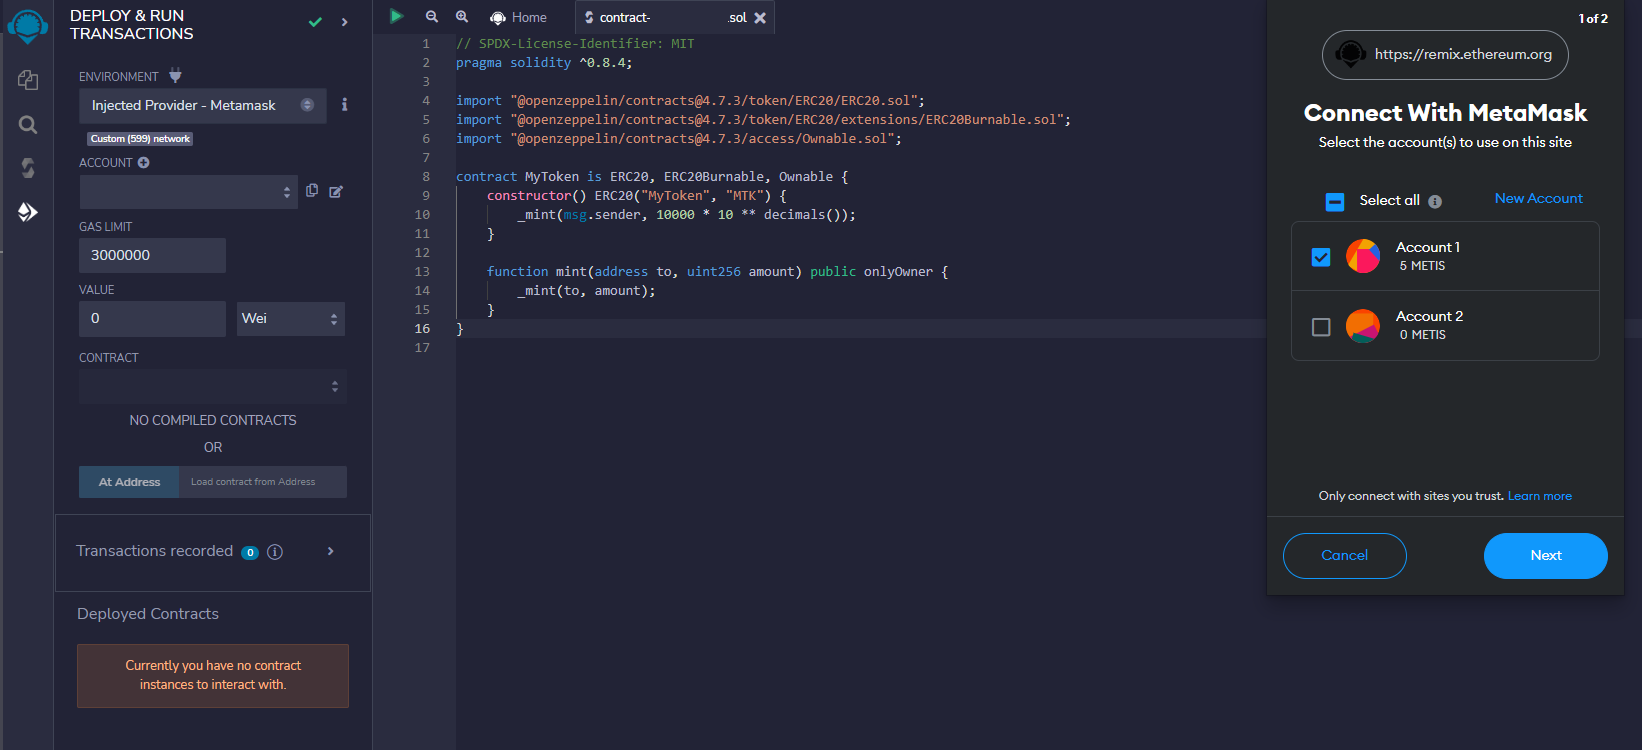 DEPLOY & RUN
TRANSACTIONS
ENVIRONMENT
Injected Provider - Metamask
Custom (599) network
ACCOUNT
GAS LIMIT
3000000
VALUE
0
Wei
CONTRACT
NO COMPILED CONTRACTS
OR
At Address
Load contract from Address
Transactions recorded 0
Deployed Contracts
Currently you have no contract
instances to interact with.
Home
contract- .sol
1 // SPDX-License-Identifier: MIT
2 pragma solidity ^0.8.4;
3
4 import "@openzeppelin/contracts@4.7.3/token/ERC20/ERC20.sol";
5 import "@openzeppelin/contracts@4.7.3/token/ERC20/extensions/ERC20Burnable.sol";
6 import "@openzeppelin/contracts@4.7.3/access/Ownable.sol";
7
8 contract MyToken is ERC20, ERC20Burnable, Ownable {
9 constructor() ERC20("MyToken", "MTK") {
10 _mint(msg.sender, 10000 * 10 ** decimals());
11 }
12
13 function mint(address to, uint256 amount) public onlyOwner {
14 _mint(to, amount);
15 }
16 }
17
1 of 2
https://remix.ethereum.org
Connect With MetaMask
Select the account(s) to use on this site
Select all
New Account
Account 1
5 METIS
Account 2
0 METIS
Only connect with sites you trust. Learn more
Cancel
Next